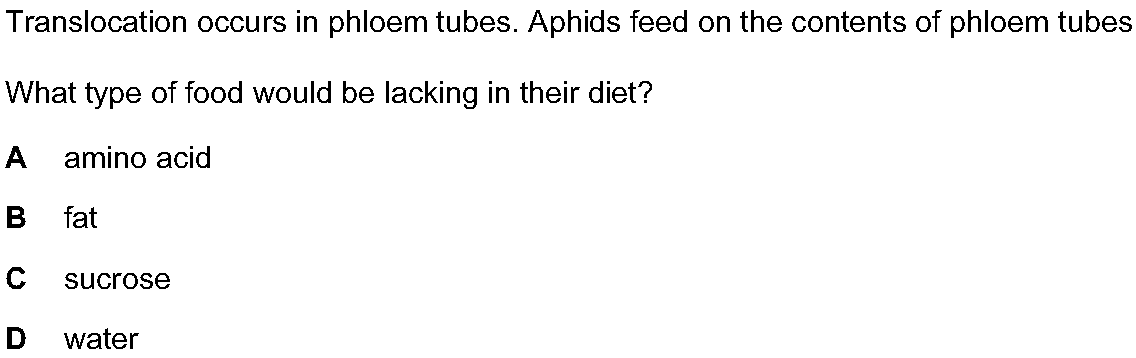 Translocation occurs in phloem tubes. Aphids feed on the contents of phloem tubes
What type of food would be lacking in their diet?
A amino acid
B fat
C sucrose
D water